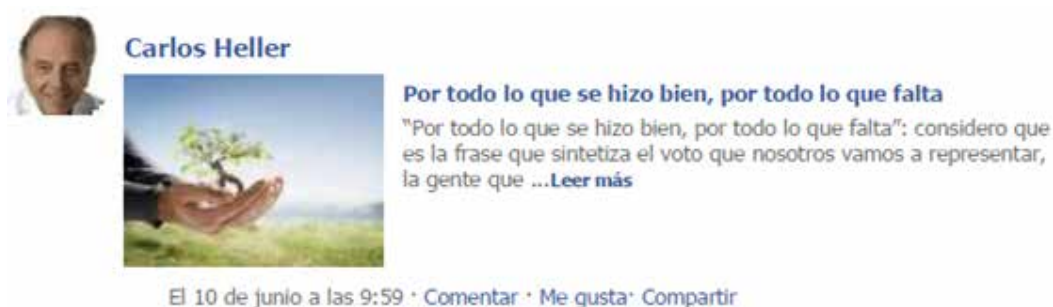 Carlos Heller
Por todo lo que se hizo bien, por todo lo que falta
"Por todo lo que se hizo bien, por todo lo que falta": considero que
es la frase que sintetiza el voto que nosotros vamos a representar,
la gente que ...Leer más
El 10 de junio a las 9:59 · Comentar · Me gusta· Compartir